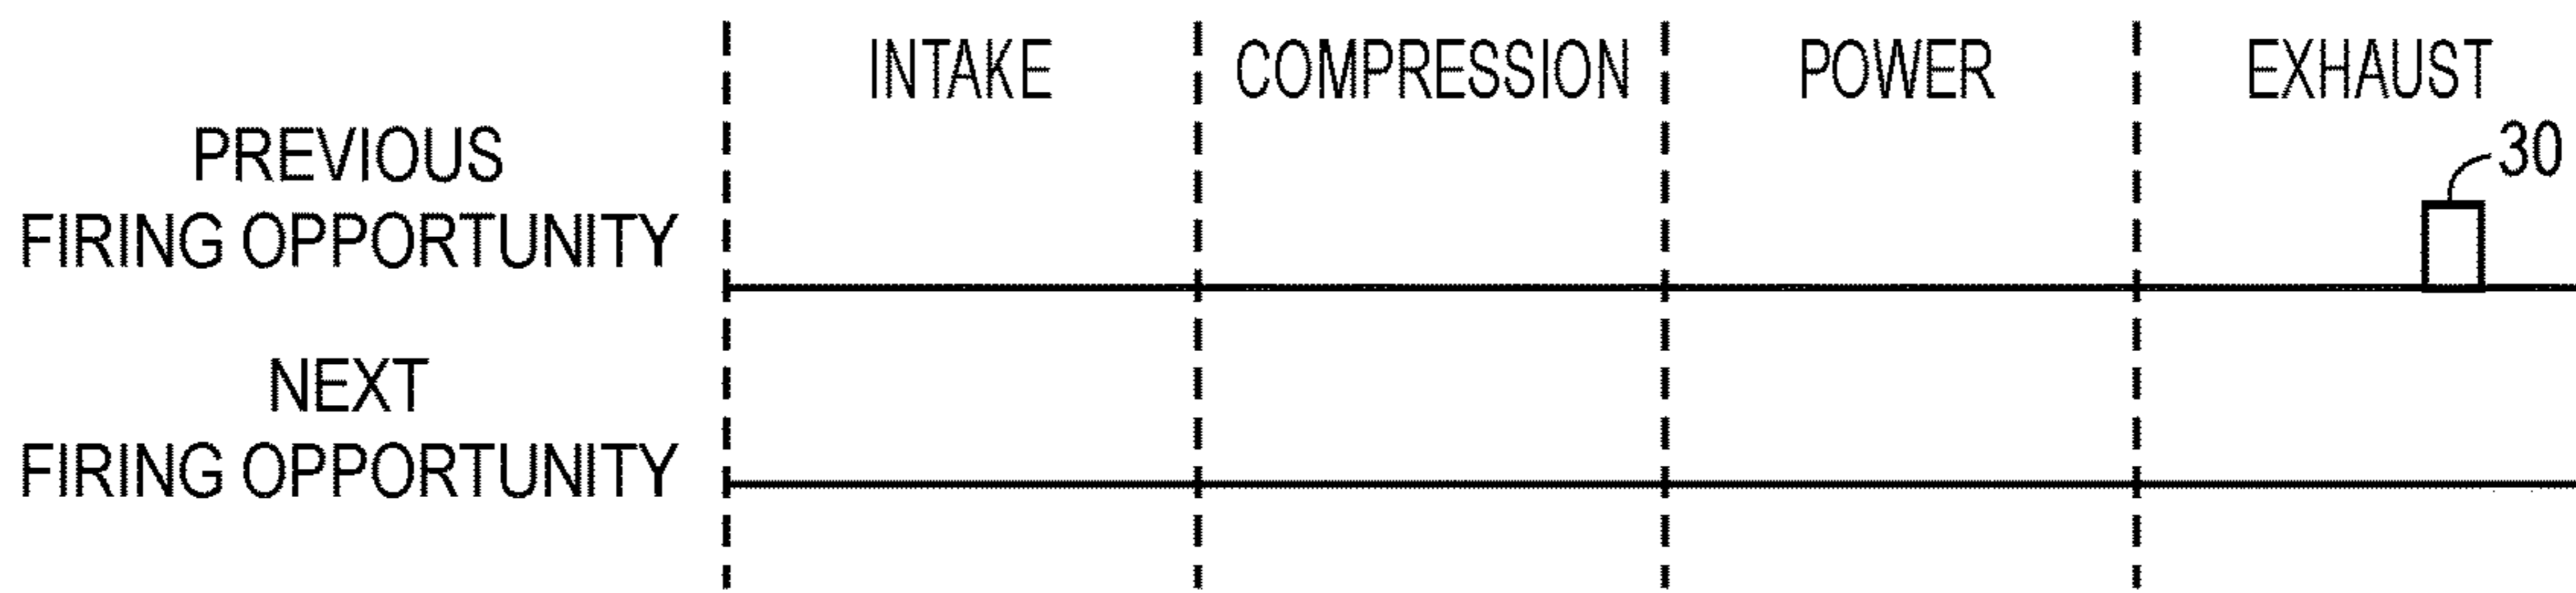 INTAKE COMPRESSION POWER EXHAUST
30
PREVIOUS
FIRING OPPORTUNITY
NEXT
FIRING OPPORTUNITY